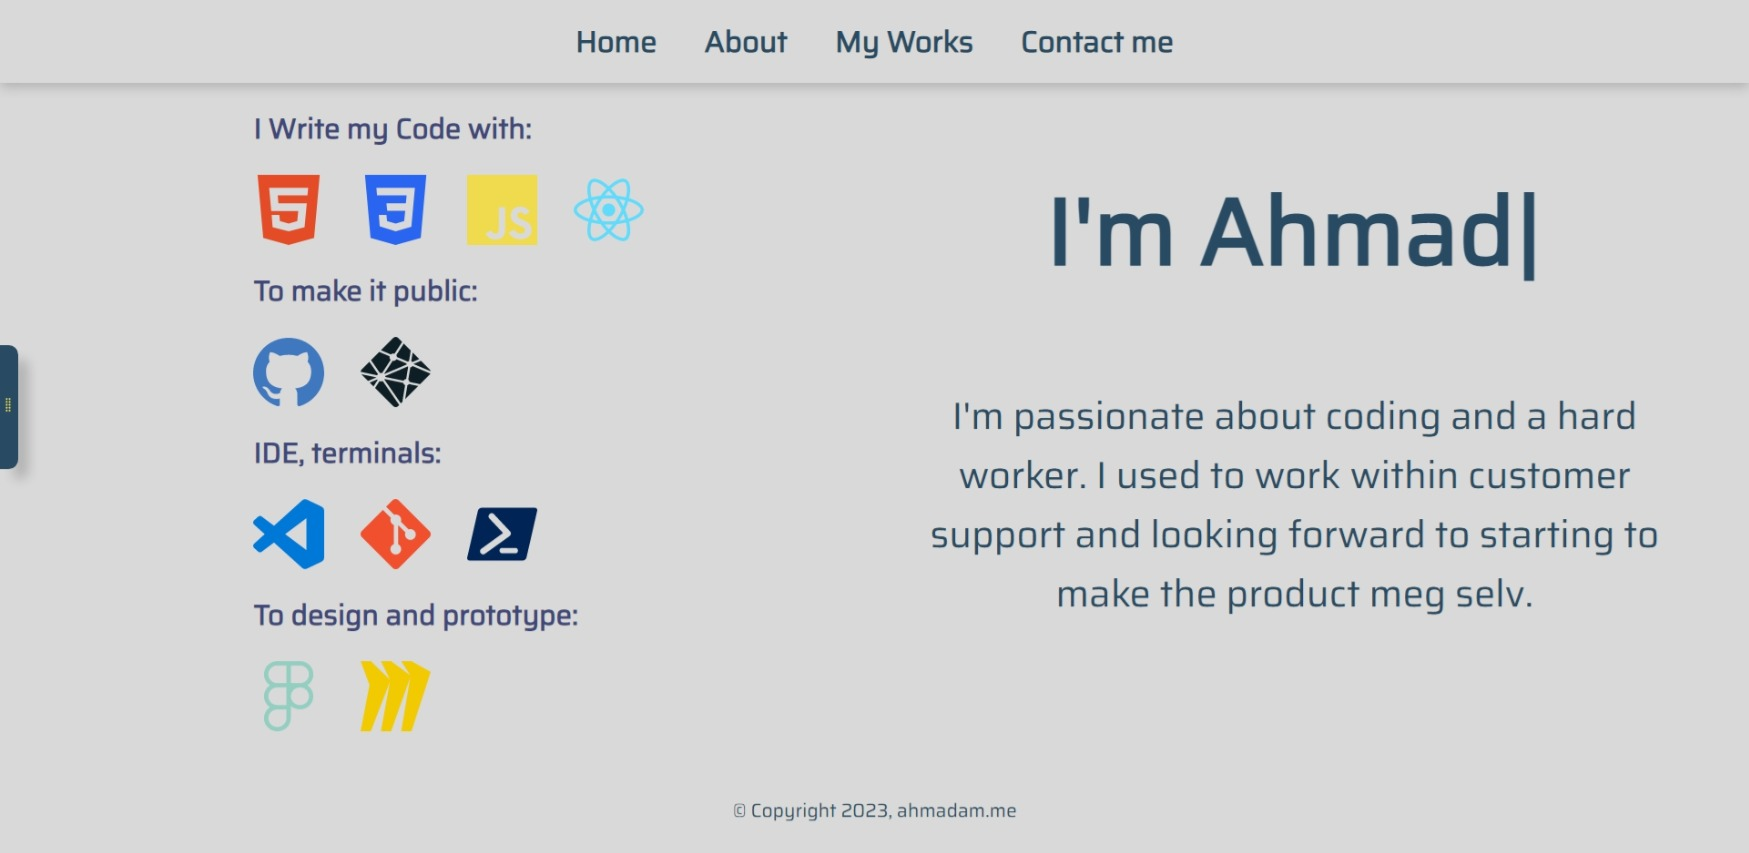 Home About My Works Contact me
I Write my Code with:
JS
To make it public:
IDE, terminals:
To design and prototype:
I'm Ahmad|
I'm passionate about coding and a hard
worker. I used to work within customer
support and looking forward to starting to
make the product meg selv.
© Copyright 2023, ahmadam.me